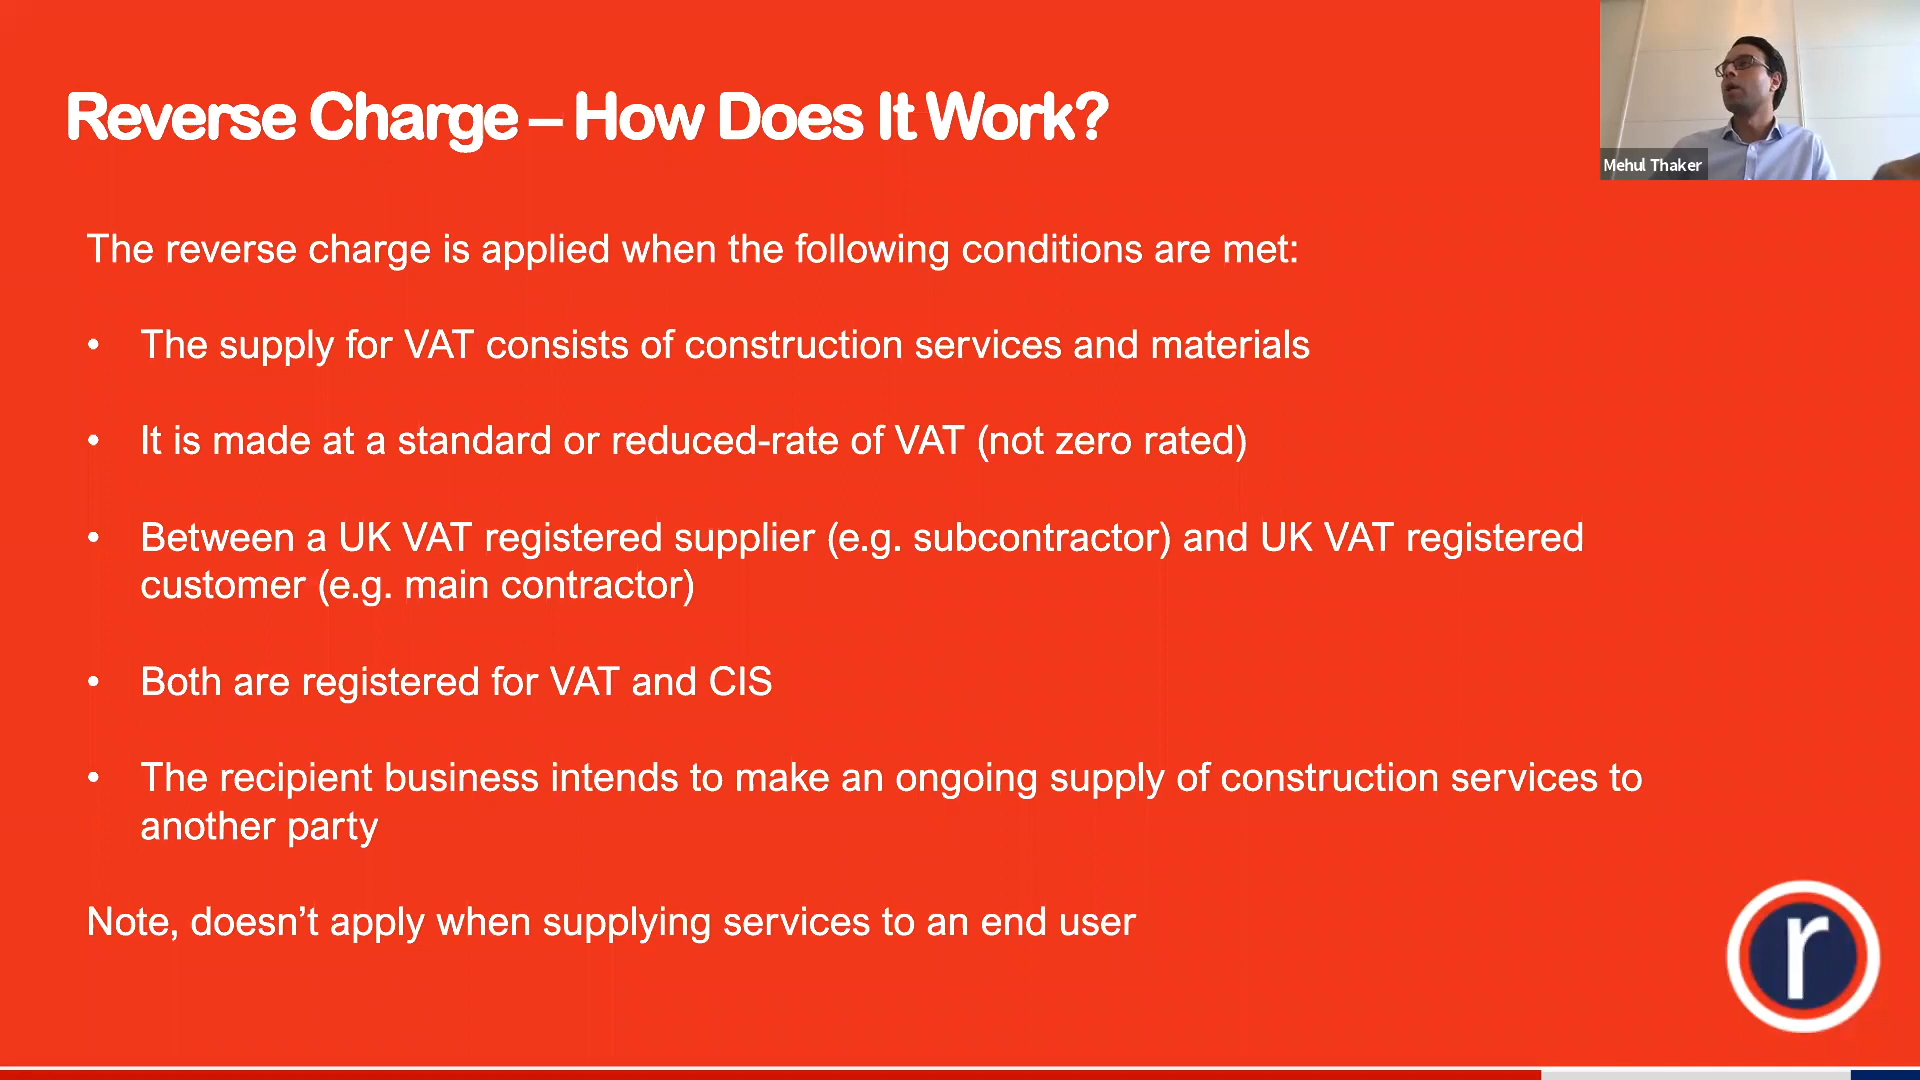 Reverse Charge – How Does It Work?
Mehul Thaker
The reverse charge is applied when the following conditions are met:
• The supply for VAT consists of construction services and materials
• It is made at a standard or reduced-rate of VAT (not zero rated)
• Between a UK VAT registered supplier (e.g. subcontractor) and UK VAT registered
customer (e.g. main contractor)
• Both are registered for VAT and CIS
• The recipient business intends to make an ongoing supply of construction services to
another party
Note, doesn’t apply when supplying services to an end user
r